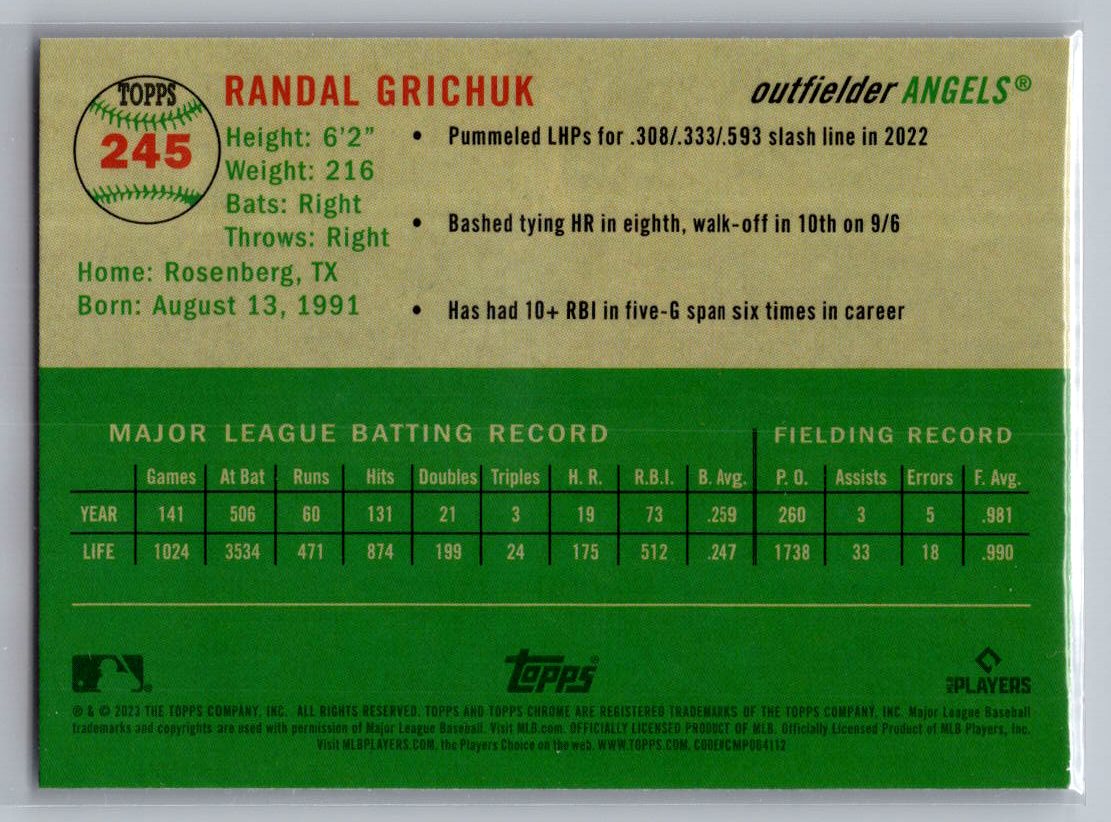 TOPPS
245
RANDAL GRICHUK
outfielder ANGELS®
Height: 6'2"
Weight: 216
Bats: Right
Throws: Right
Home: Rosenberg, TX
Born: August 13, 1991
• Pummeled LHPs for .308/.333/.593 slash line in 2022
• Bashed tying HR in eighth, walk-off in 10th on 9/6
• Has had 10+ RBI in five-G span six times in career
MAJOR LEAGUE BATTING RECORD FIELDING RECORD
Games At Bat Runs Hits Doubles Triples H. R. R.B.I. B. Avg. P. O. Assists Errors F. Avg.
YEAR 141 506 60 131 21 3 19 73 .259 260 3 5 .981
LIFE 1024 3534 471 874 199 24 175 512 .247 1738 33 18 .990
topps®
MLB PLAYERS
® & © 2023 THE TOPPS COMPANY, INC. ALL RIGHTS RESERVED. TOPPS AND TOPPS CHROME ARE REGISTERED TRADEMARKS OF THE TOPPS COMPANY, INC. Major League Baseball
trademarks and copyrights are used with permission of Major League Baseball. Visit MLB.com. OFFICIALLY LICENSED PRODUCT OF MLB. Officially Licensed Product of MLB Players, Inc.
Visit MLBPLAYERS.COM, the Players Choice on the web. WWW.TOPPS.COM. CODE#CMP084112